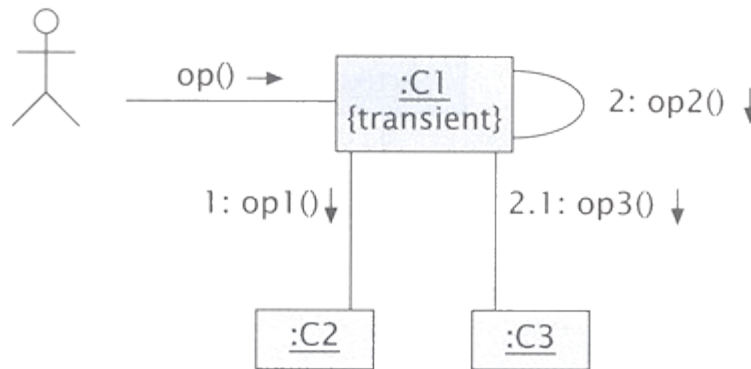 op()
:C1
{transient}
2: op2()
1: op1()
2.1: op3()
:C2
:C3